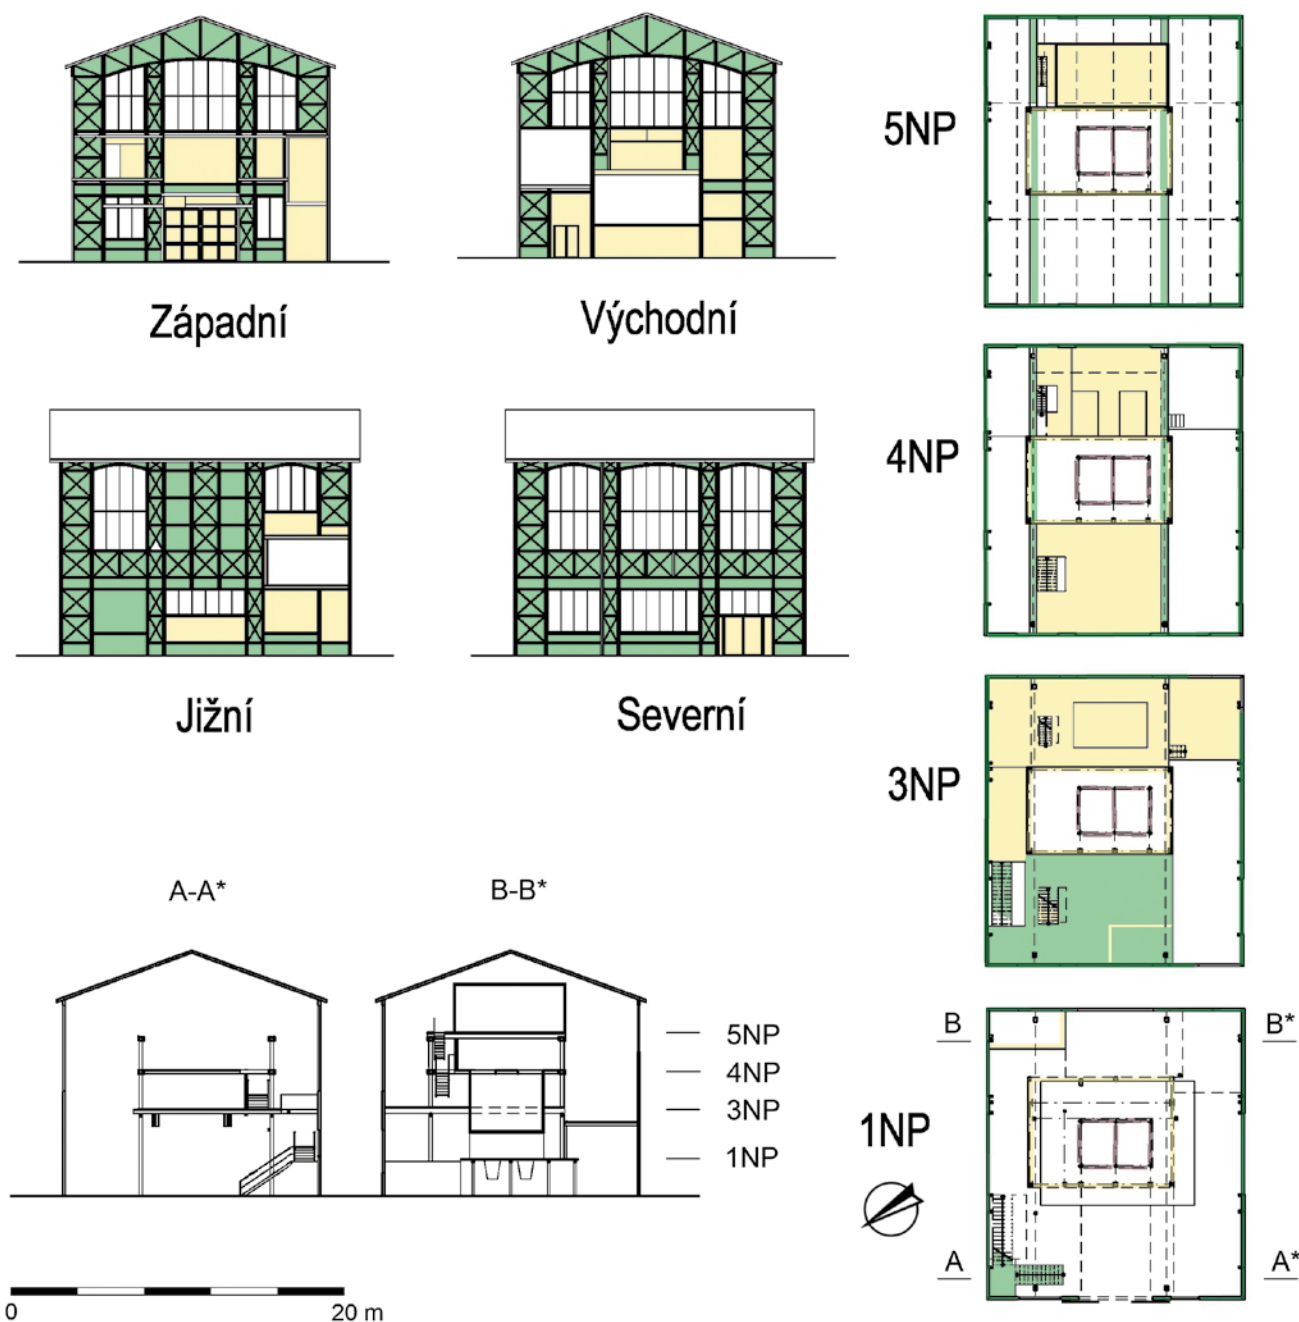 Západní
Východní
Jižní
Severní
A-A*
B-B*
5NP
4NP
3NP
1NP
0
20 m
5NP
4NP
3NP
1NP
B
B*
A
A*